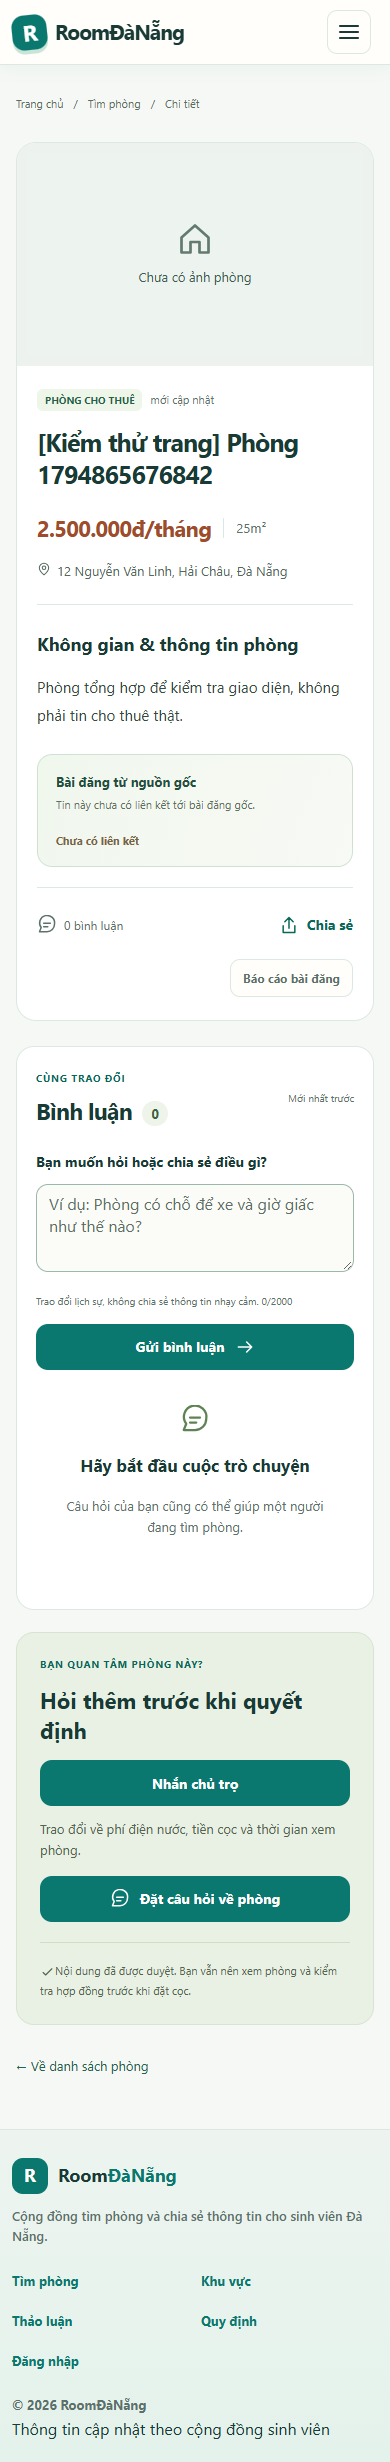 R RoomĐàNẵng
Trang chủ / Tìm phòng / Chi tiết
Chưa có ảnh phòng
PHÒNG CHO THUÊ mới cập nhật
[Kiểm thử trang] Phòng
1794865676842
2.500.000đ/tháng 25m²
12 Nguyễn Văn Linh, Hải Châu, Đà Nẵng
Không gian & thông tin phòng
Phòng tổng hợp để kiểm tra giao diện, không
phải tin cho thuê thật.
Bài đăng từ nguồn gốc
Tin này chưa có liên kết tới bài đăng gốc.
Chưa có liên kết
0 bình luận Chia sẻ
Báo cáo bài đăng
CÙNG TRAO ĐỔI
Bình luận 0 Mới nhất trước
Bạn muốn hỏi hoặc chia sẻ điều gì?
Ví dụ: Phòng có chỗ để xe và giờ giấc
như thế nào?
Trao đổi lịch sự, không chia sẻ thông tin nhạy cảm. 0/2000
Gửi bình luận →
Hãy bắt đầu cuộc trò chuyện
Câu hỏi của bạn cũng có thể giúp một người
đang tìm phòng.
BẠN QUAN TÂM PHÒNG NÀY?
Hỏi thêm trước khi quyết
định
Nhắn chủ trọ
Trao đổi về phí điện nước, tiền cọc và thời gian xem
phòng.
Đặt câu hỏi về phòng
✓ Nội dung đã được duyệt. Bạn vẫn nên xem phòng và kiểm
tra hợp đồng trước khi đặt cọc.
← Về danh sách phòng
R RoomĐàNẵng
Cộng đồng tìm phòng và chia sẻ thông tin cho sinh viên Đà
Nẵng.
Tìm phòng Khu vực
Thảo luận Quy định
Đăng nhập
© 2026 RoomĐàNẵng
Thông tin cập nhật theo cộng đồng sinh viên